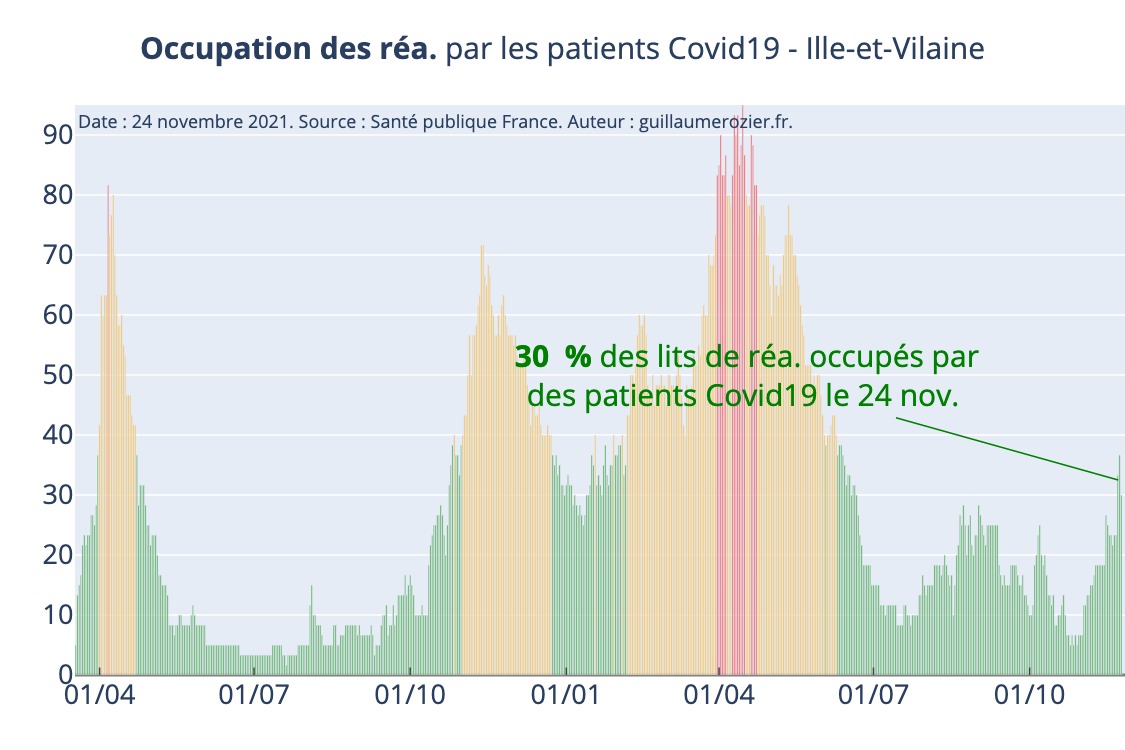 Occupation des réa. par les patients Covid19 - Ille-et-Vilaine
Date : 24 novembre 2021. Source : Santé publique France. Auteur : guillaumerozier.fr.
90
80
70
60
50
40
30
20
10
0
30  % des lits de réa. occupés par
des patients Covid19 le 24 nov.
01/04 01/07 01/10 01/01 01/04 01/07 01/10